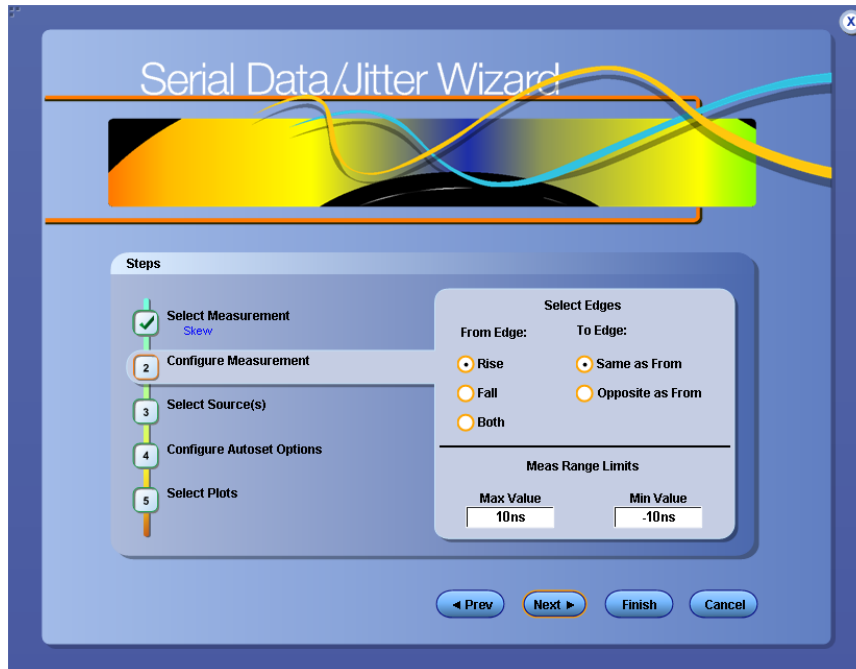 X
Serial Data/Jitter Wizard
Steps
Select Measurement
Skew
2 Configure Measurement
3 Select Source(s)
4 Configure Autoset Options
5 Select Plots
Select Edges
From Edge: To Edge:
Rise Same as From
Fall Opposite as From
Both
Meas Range Limits
Max Value Min Value
10ns -10ns
◄ Prev Next ► Finish Cancel